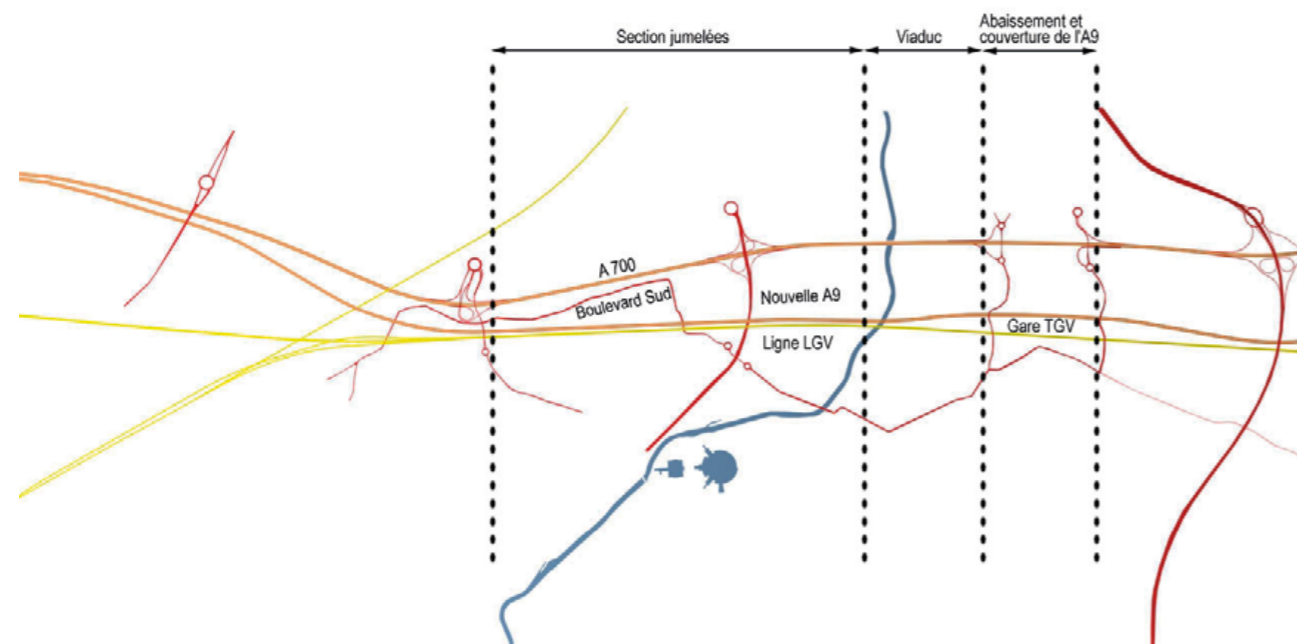 Abaissement et
couverture de l'A9
Section jumelées
Viaduc
A 700
Boulevard Sud
Nouvelle A9
Gare TGV
Ligne LGV